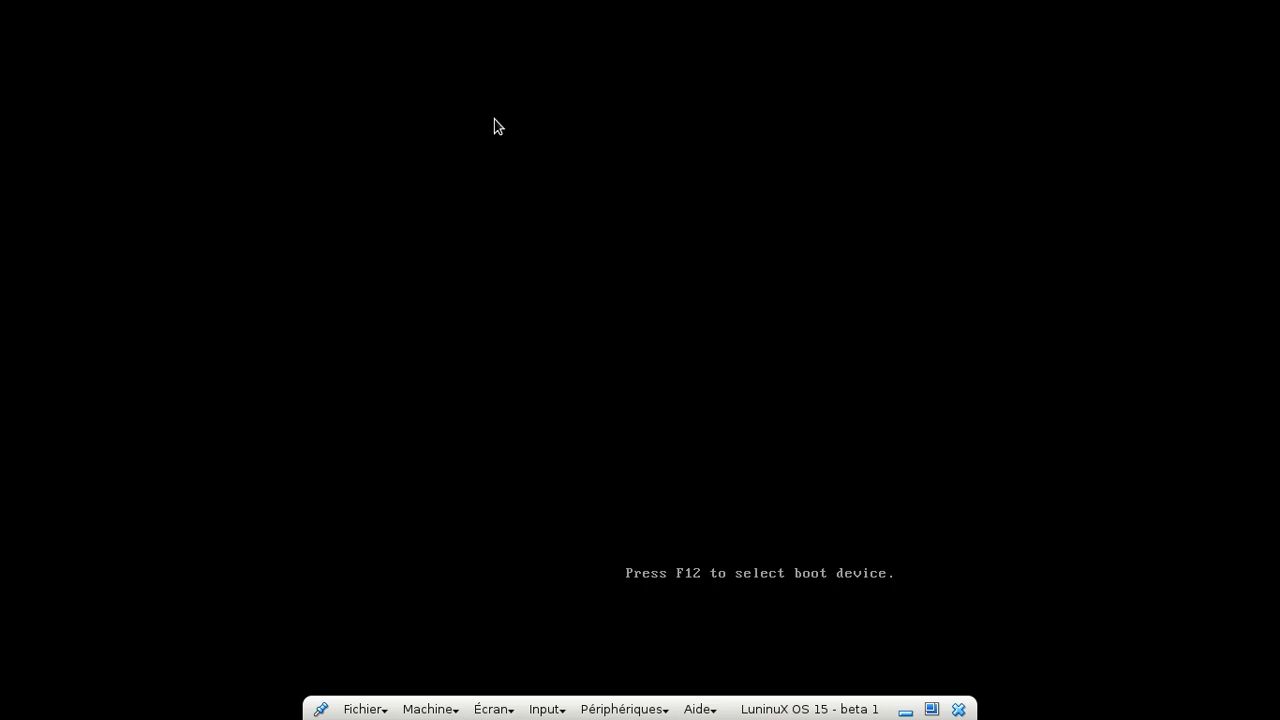 Press F12 to select boot device.
Fichier Machine Écran Input Périphériques Aide LuninuX OS 15 - beta 1